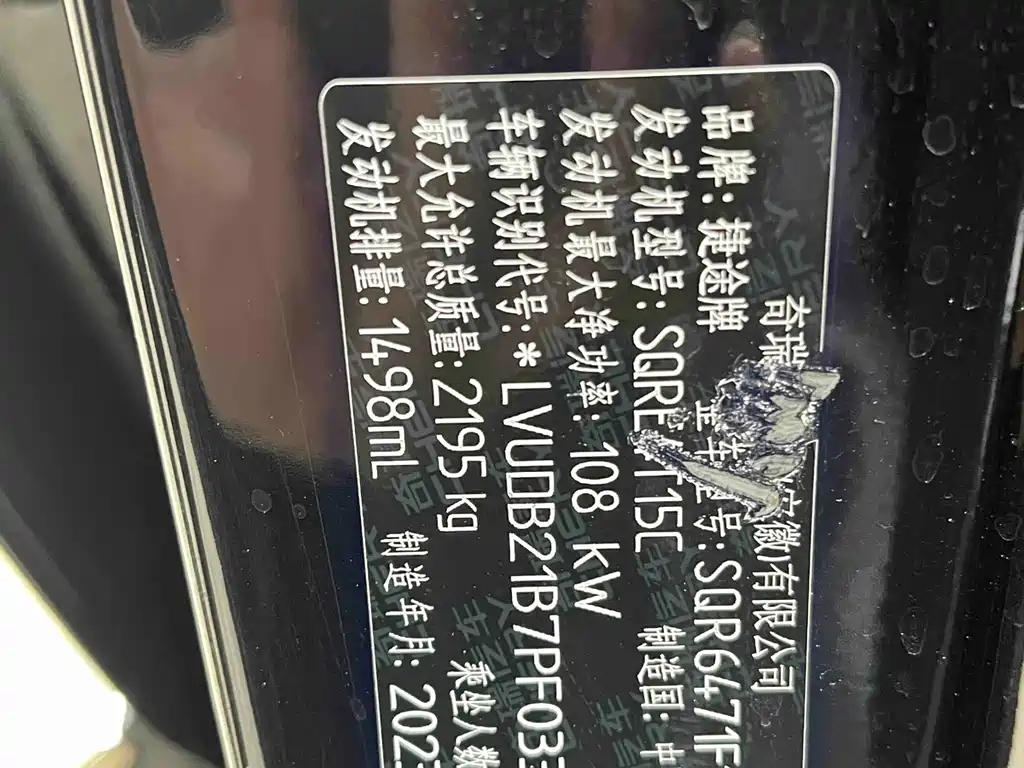 奇瑞 安徽有限公司
品牌: 捷途牌 整车型号: SQR6471F
发动机型号: SQRE T15C 制造国: 中
发动机最大净功率: 108 kW
车辆识别代号: *LVUDB21B7PF03
最大允许总质量: 2195 kg 乘坐人数
发动机排量: 1498mL 制造年月: 202